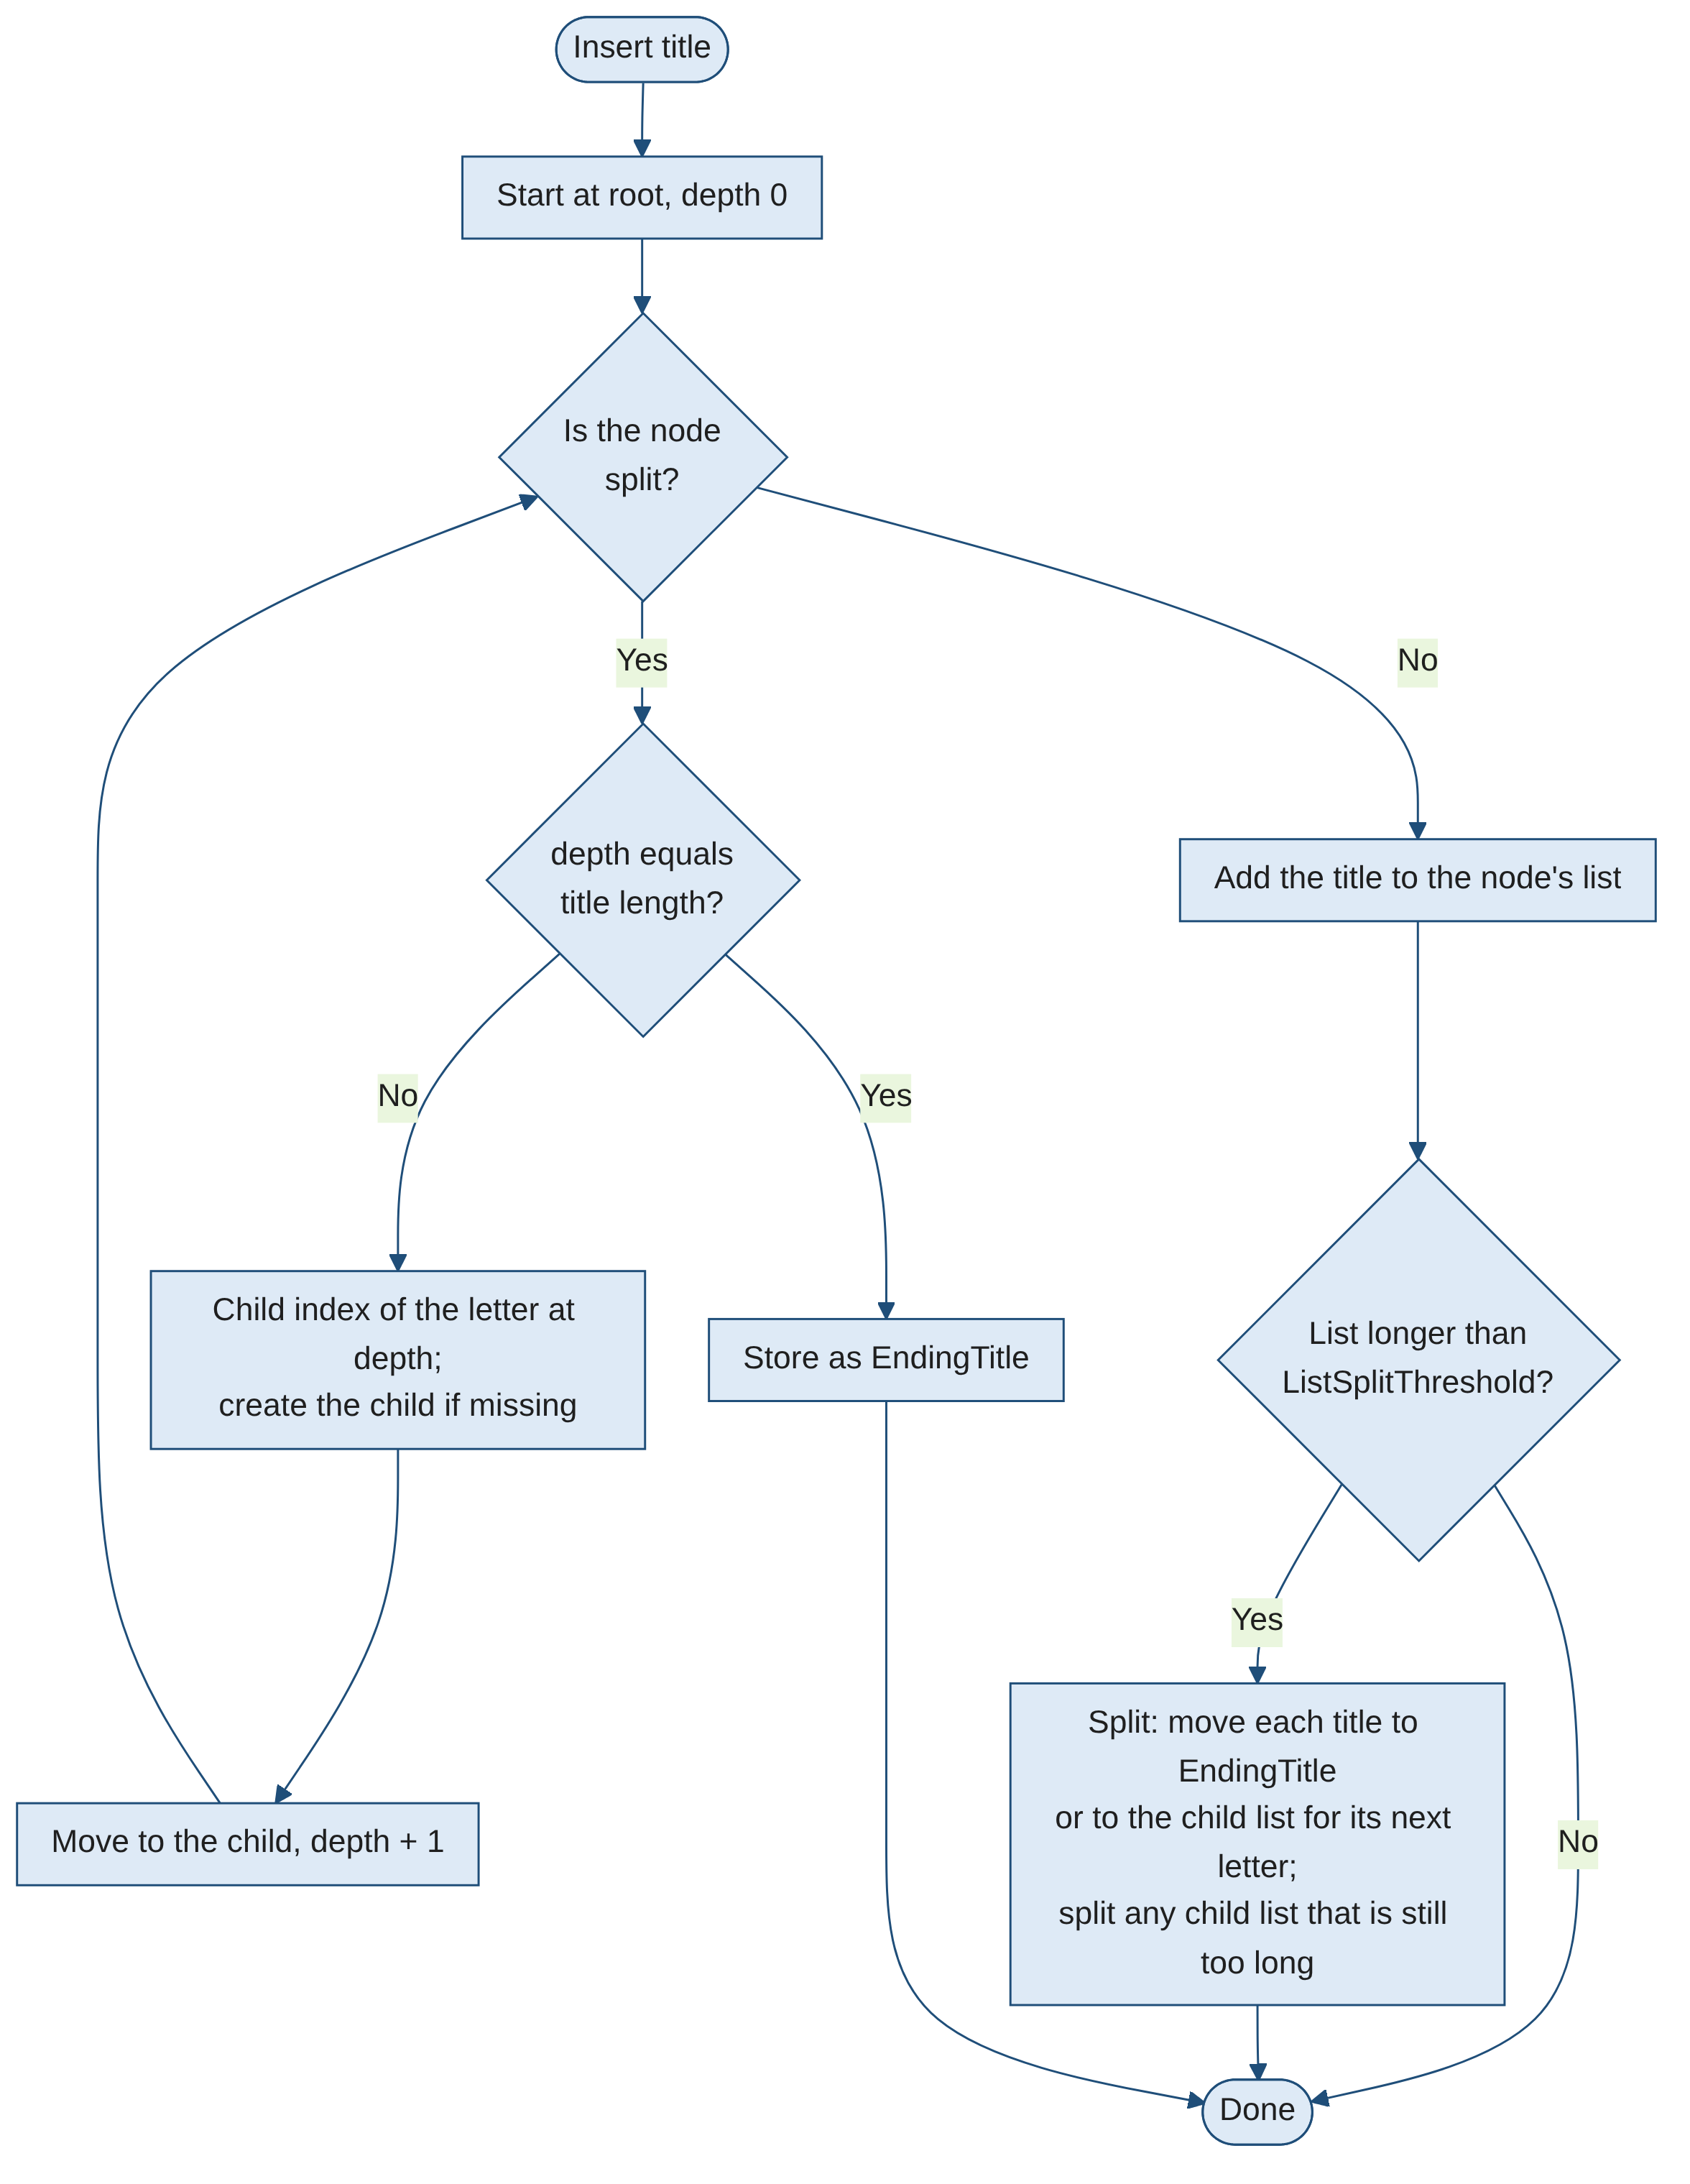 Insert title
Start at root, depth 0
Is the node
split?
Yes
No
depth equals
title length?
Add the title to the node's list
No
Yes
Child index of the letter at
depth;
create the child if missing
Store as EndingTitle
List longer than
ListSplitThreshold?
Yes
No
Move to the child, depth + 1
Split: move each title to
EndingTitle
or to the child list for its next
letter;
split any child list that is still
too long
Done